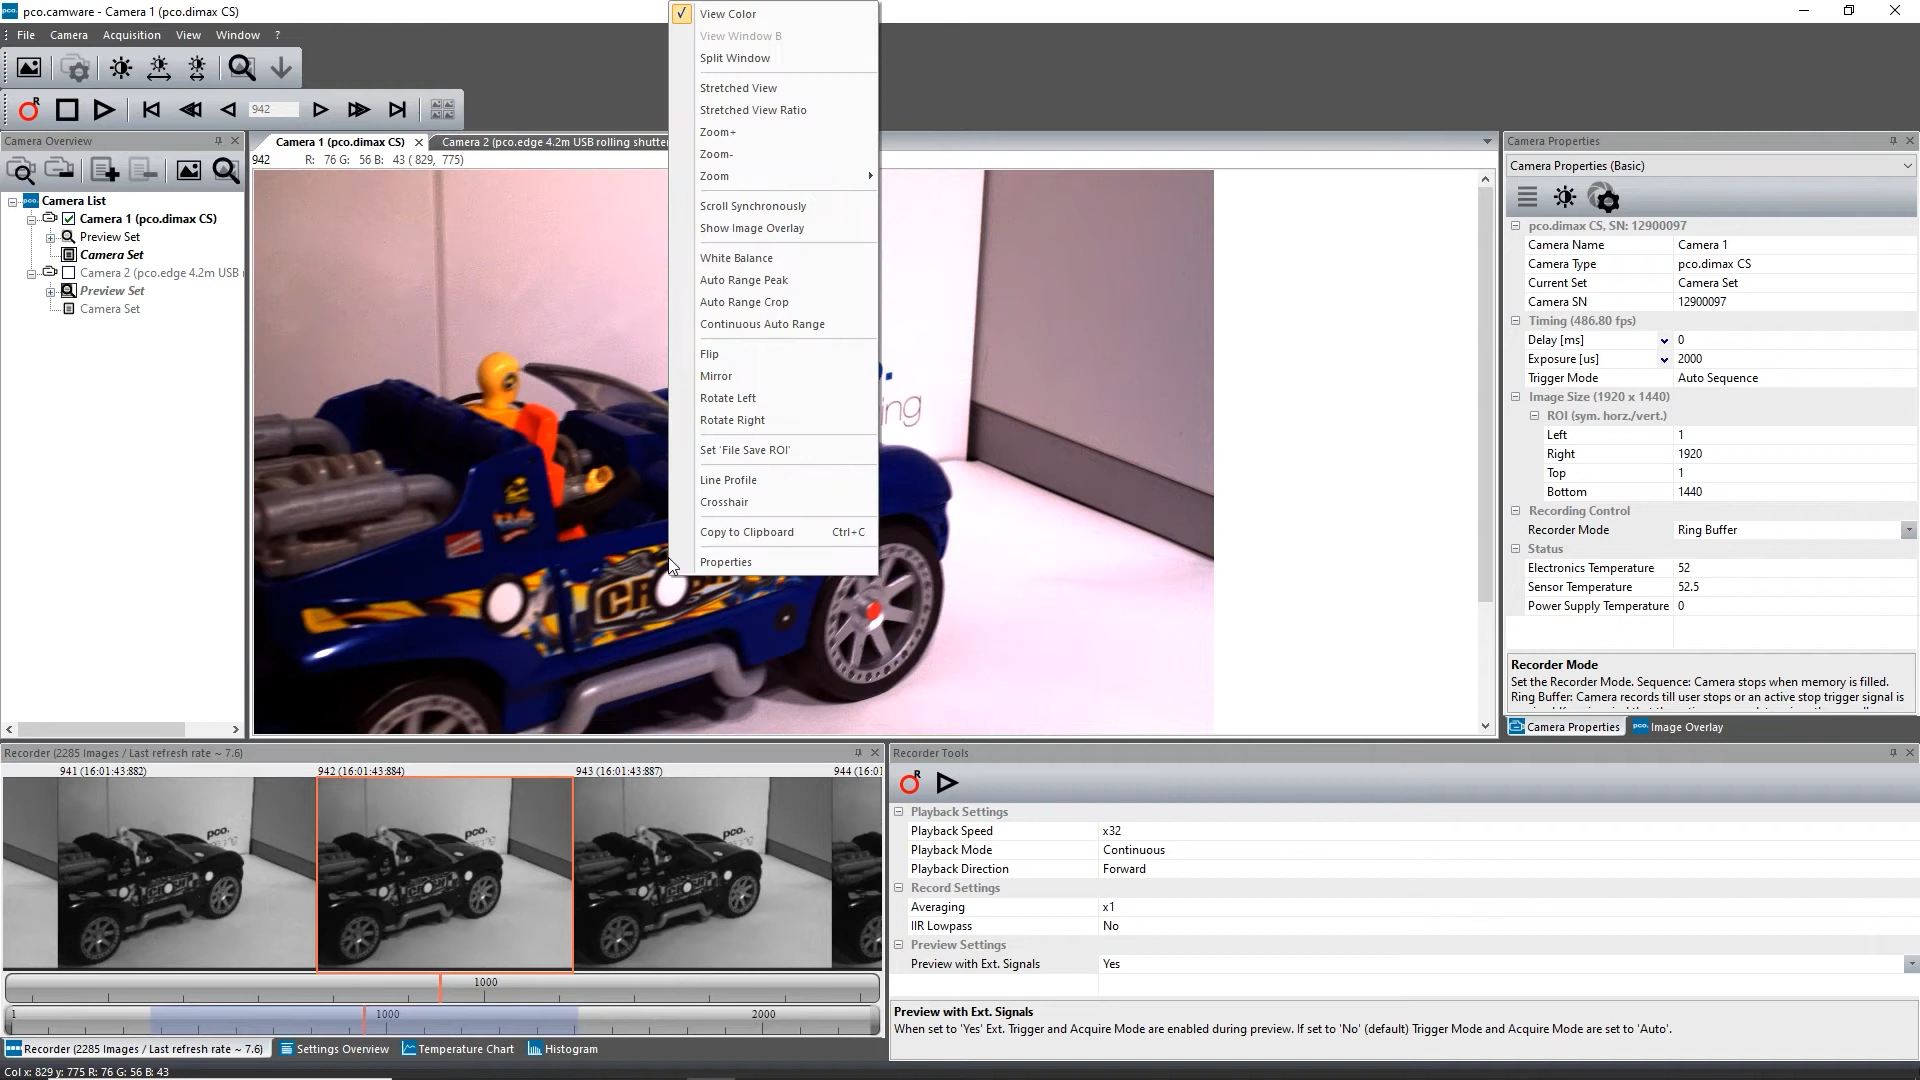 pco.camware - Camera 1 (pco.dimax CS)
File Camera Acquisition View Window ?
942
Camera Overview
Camera List
Camera 1 (pco.dimax CS)
Preview Set
Camera Set
Camera 2 (pco.edge 4.2m USB
Preview Set
Camera Set
Camera 1 (pco.dimax CS)
Camera 2 (pco.edge 4.2m USB rolling shutter
942 R: 76 G: 56 B: 43 ( 829, 775)
View Color
View Window B
Split Window
Stretched View
Stretched View Ratio
Zoom+
Zoom-
Zoom
Scroll Synchronously
Show Image Overlay
White Balance
Auto Range Peak
Auto Range Crop
Continuous Auto Range
Flip
Mirror
Rotate Left
Rotate Right
Set 'File Save ROI'
Line Profile
Crosshair
Copy to Clipboard Ctrl+C
Properties
Camera Properties
Camera Properties (Basic)
pco.dimax CS, SN: 12900097
Camera Name Camera 1
Camera Type pco.dimax CS
Current Set Camera Set
Camera SN 12900097
Timing (486.80 fps)
Delay [ms] 0
Exposure [us] 2000
Trigger Mode Auto Sequence
Image Size (1920 x 1440)
ROI (sym. horz./vert.)
Left 1
Right 1920
Top 1
Bottom 1440
Recording Control
Recorder Mode Ring Buffer
Status
Electronics Temperature 52
Sensor Temperature 52.5
Power Supply Temperature 0
Recorder Mode
Set the Recorder Mode. Sequence: Camera stops when memory is filled.
Ring Buffer: Camera records till user stops or an active stop trigger signal is
Camera Properties Image Overlay
Recorder (2285 Images / Last refresh rate ~ 7.6)
941 (16:01:43:882) 942 (16:01:43:884) 943 (16:01:43:887) 944 (16:01
pco. pco. pco.
1000
1 1000 2000
Recorder (2285 Images / Last refresh rate ~ 7.6) Settings Overview Temperature Chart Histogram
Recorder Tools
Playback Settings
Playback Speed x32
Playback Mode Continuous
Playback Direction Forward
Record Settings
Averaging x1
IIR Lowpass No
Preview Settings
Preview with Ext. Signals Yes
Preview with Ext. Signals
When set to 'Yes' Ext. Trigger and Acquire Mode are enabled during preview. If set to 'No' (default) Trigger Mode and Acquire Mode are set to 'Auto'.
Col x: 829 y: 775 R: 76 G: 56 B: 43